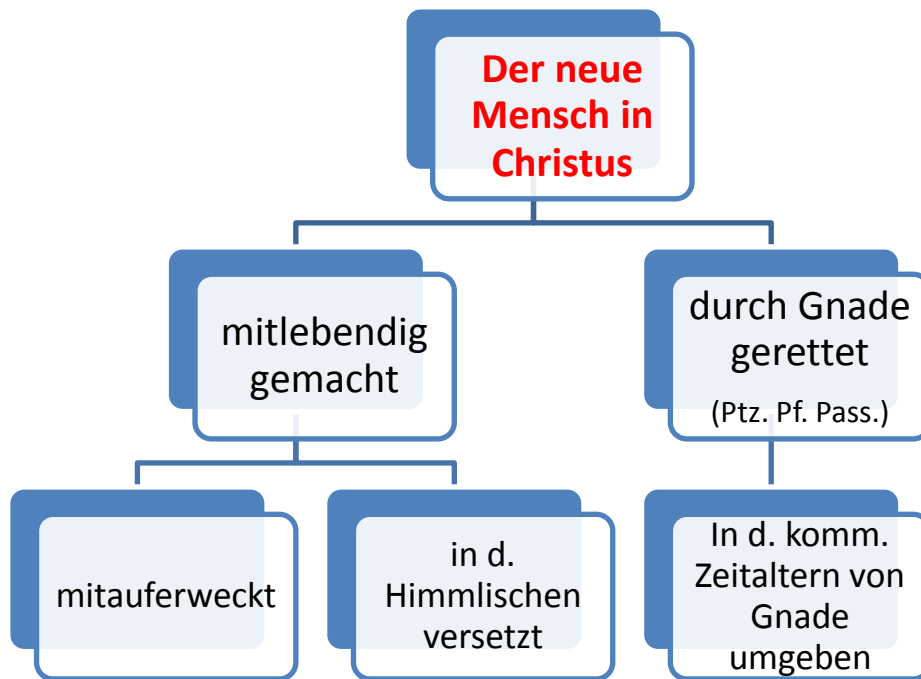 Der neue
Mensch in
Christus
mitlebendig
gemacht
durch Gnade
gerettet
(Ptz. Pf. Pass.)
mitauferweckt
in d.
Himmlischen
versetzt
In d. komm.
Zeitaltern von
Gnade
umgeben